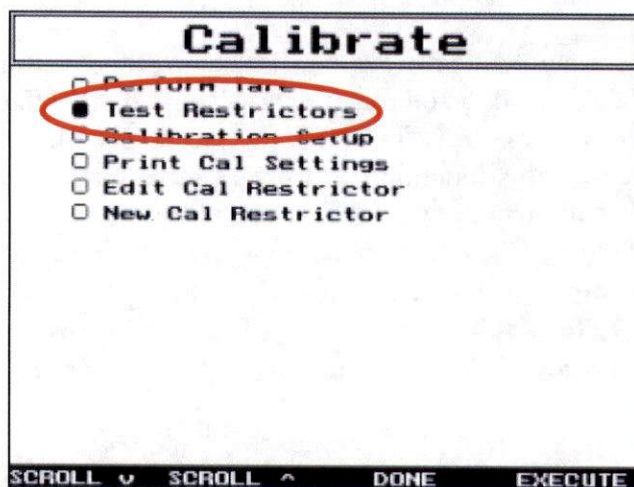 Calibrate
Perform Tare
Test Restrictors
Calibration Setup
Print Cal Settings
Edit Cal Restrictor
New Cal Restrictor
SCROLL v SCROLL ^ DONE EXECUTE